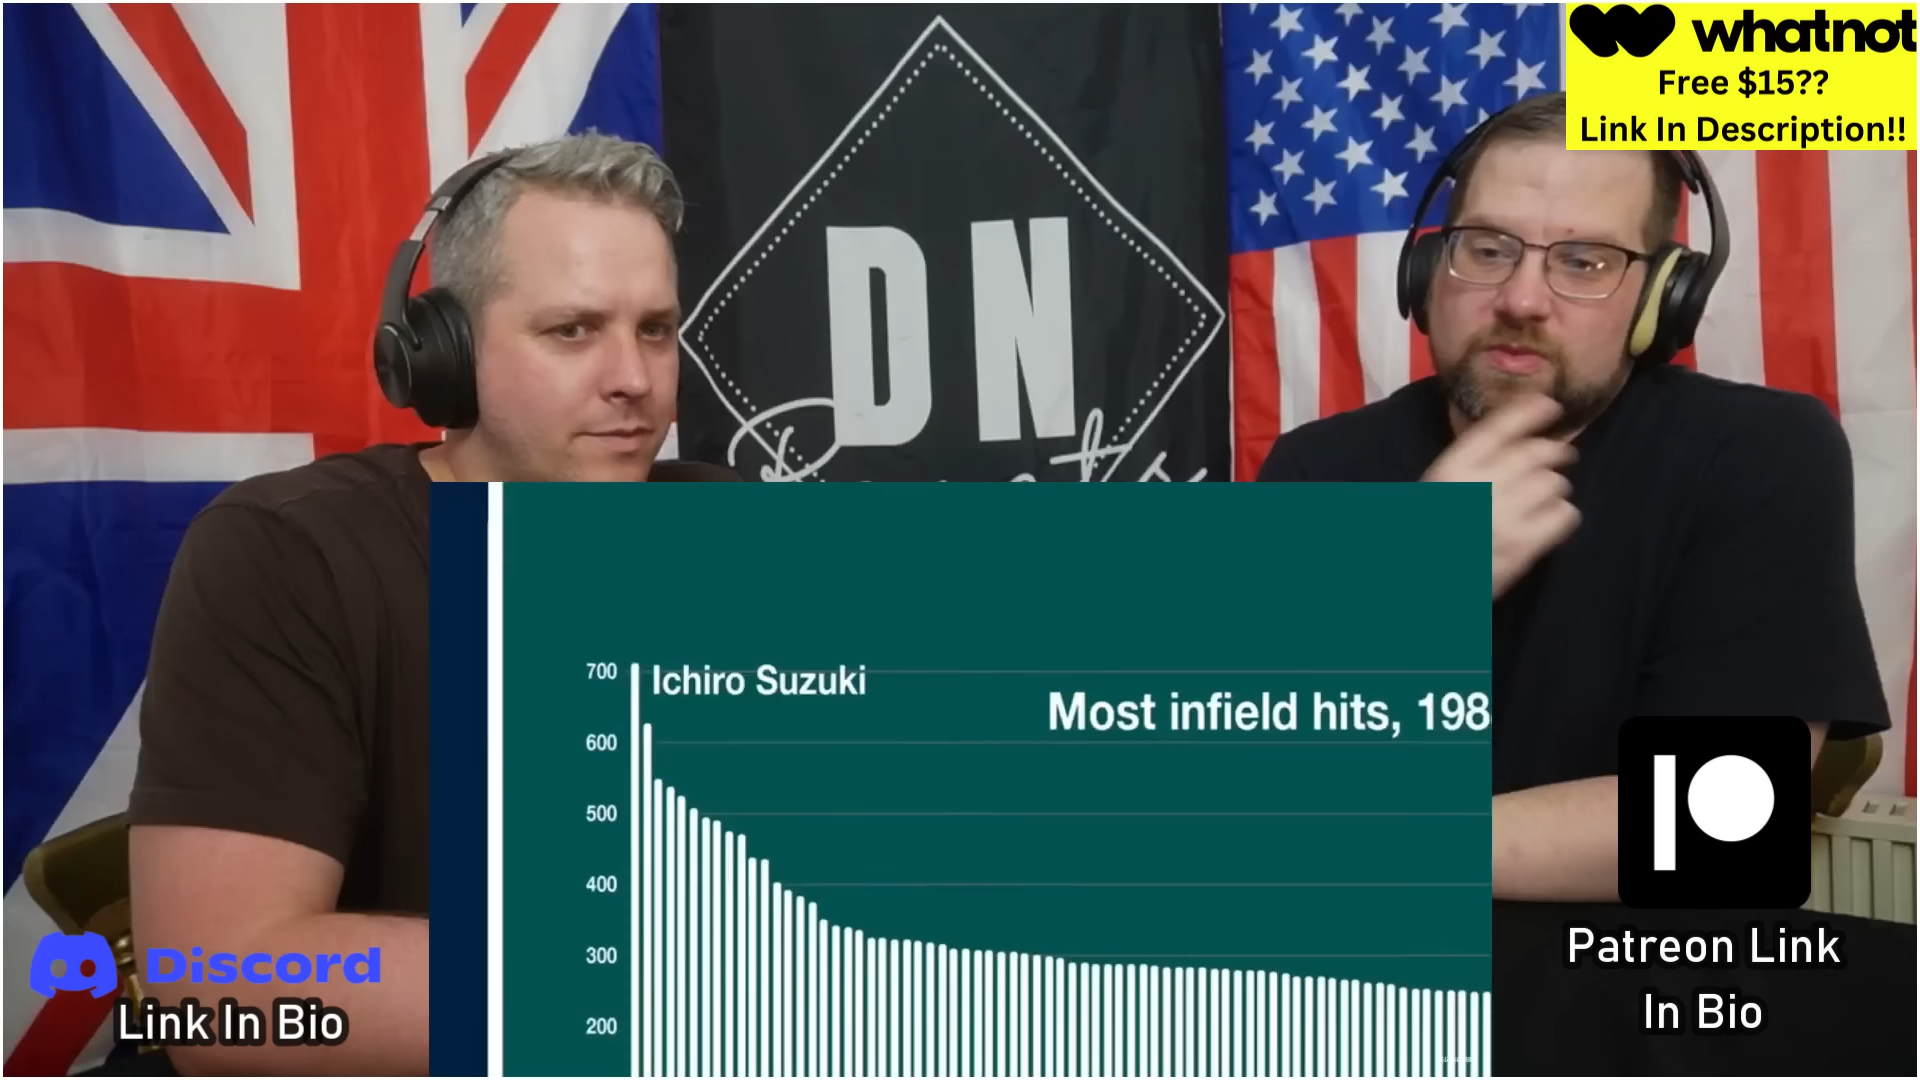 whatnot
Free $15??
Link In Description!!
DN
700
Ichiro Suzuki
Most infield hits, 198
600
500
400
300
200
Discord
Link In Bio
Patreon Link
In Bio